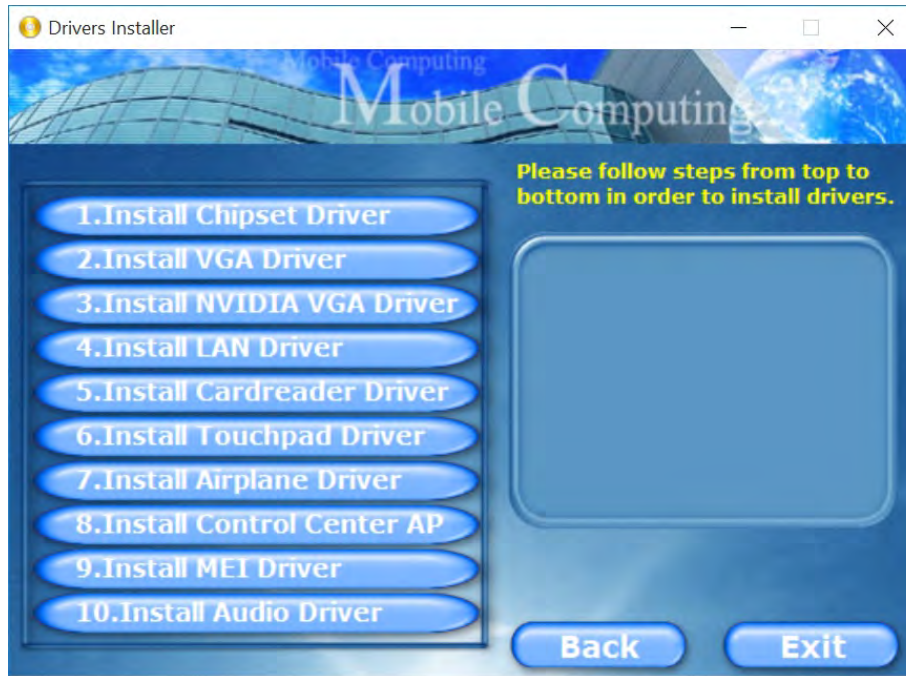 Drivers Installer
Mobile Computing
Mobile Computing
Please follow steps from top to
bottom in order to install drivers.
1.Install Chipset Driver
2.Install VGA Driver
3.Install NVIDIA VGA Driver
4.Install LAN Driver
5.Install Cardreader Driver
6.Install Touchpad Driver
7.Install Airplane Driver
8.Install Control Center AP
9.Install MEI Driver
10.Install Audio Driver
Back
Exit